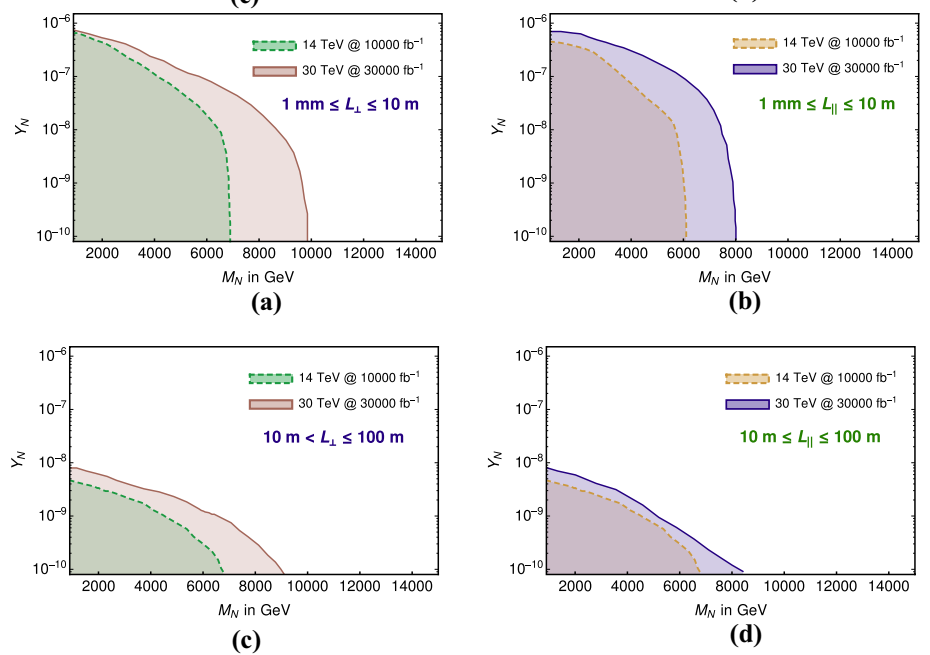 10⁻⁶
10⁻⁷
10⁻⁸
10⁻⁹
10⁻¹⁰
Y_N
14 TeV @ 10000 fb⁻¹
30 TeV @ 30000 fb⁻¹
1 mm ≤ L⊥ ≤ 10 m
2000 4000 6000 8000 10000 12000 14000
M_N in GeV
(a)
10⁻⁶
10⁻⁷
10⁻⁸
10⁻⁹
10⁻¹⁰
Y_N
14 TeV @ 10000 fb⁻¹
30 TeV @ 30000 fb⁻¹
1 mm ≤ L∥ ≤ 10 m
2000 4000 6000 8000 10000 12000 14000
M_N in GeV
(b)
10⁻⁶
10⁻⁷
10⁻⁸
10⁻⁹
10⁻¹⁰
Y_N
14 TeV @ 10000 fb⁻¹
30 TeV @ 30000 fb⁻¹
10 m < L⊥ ≤ 100 m
2000 4000 6000 8000 10000 12000 14000
M_N in GeV
(c)
10⁻⁶
10⁻⁷
10⁻⁸
10⁻⁹
10⁻¹⁰
Y_N
14 TeV @ 10000 fb⁻¹
30 TeV @ 30000 fb⁻¹
10 m ≤ L∥ ≤ 100 m
2000 4000 6000 8000 10000 12000 14000
M_N in GeV
(d)